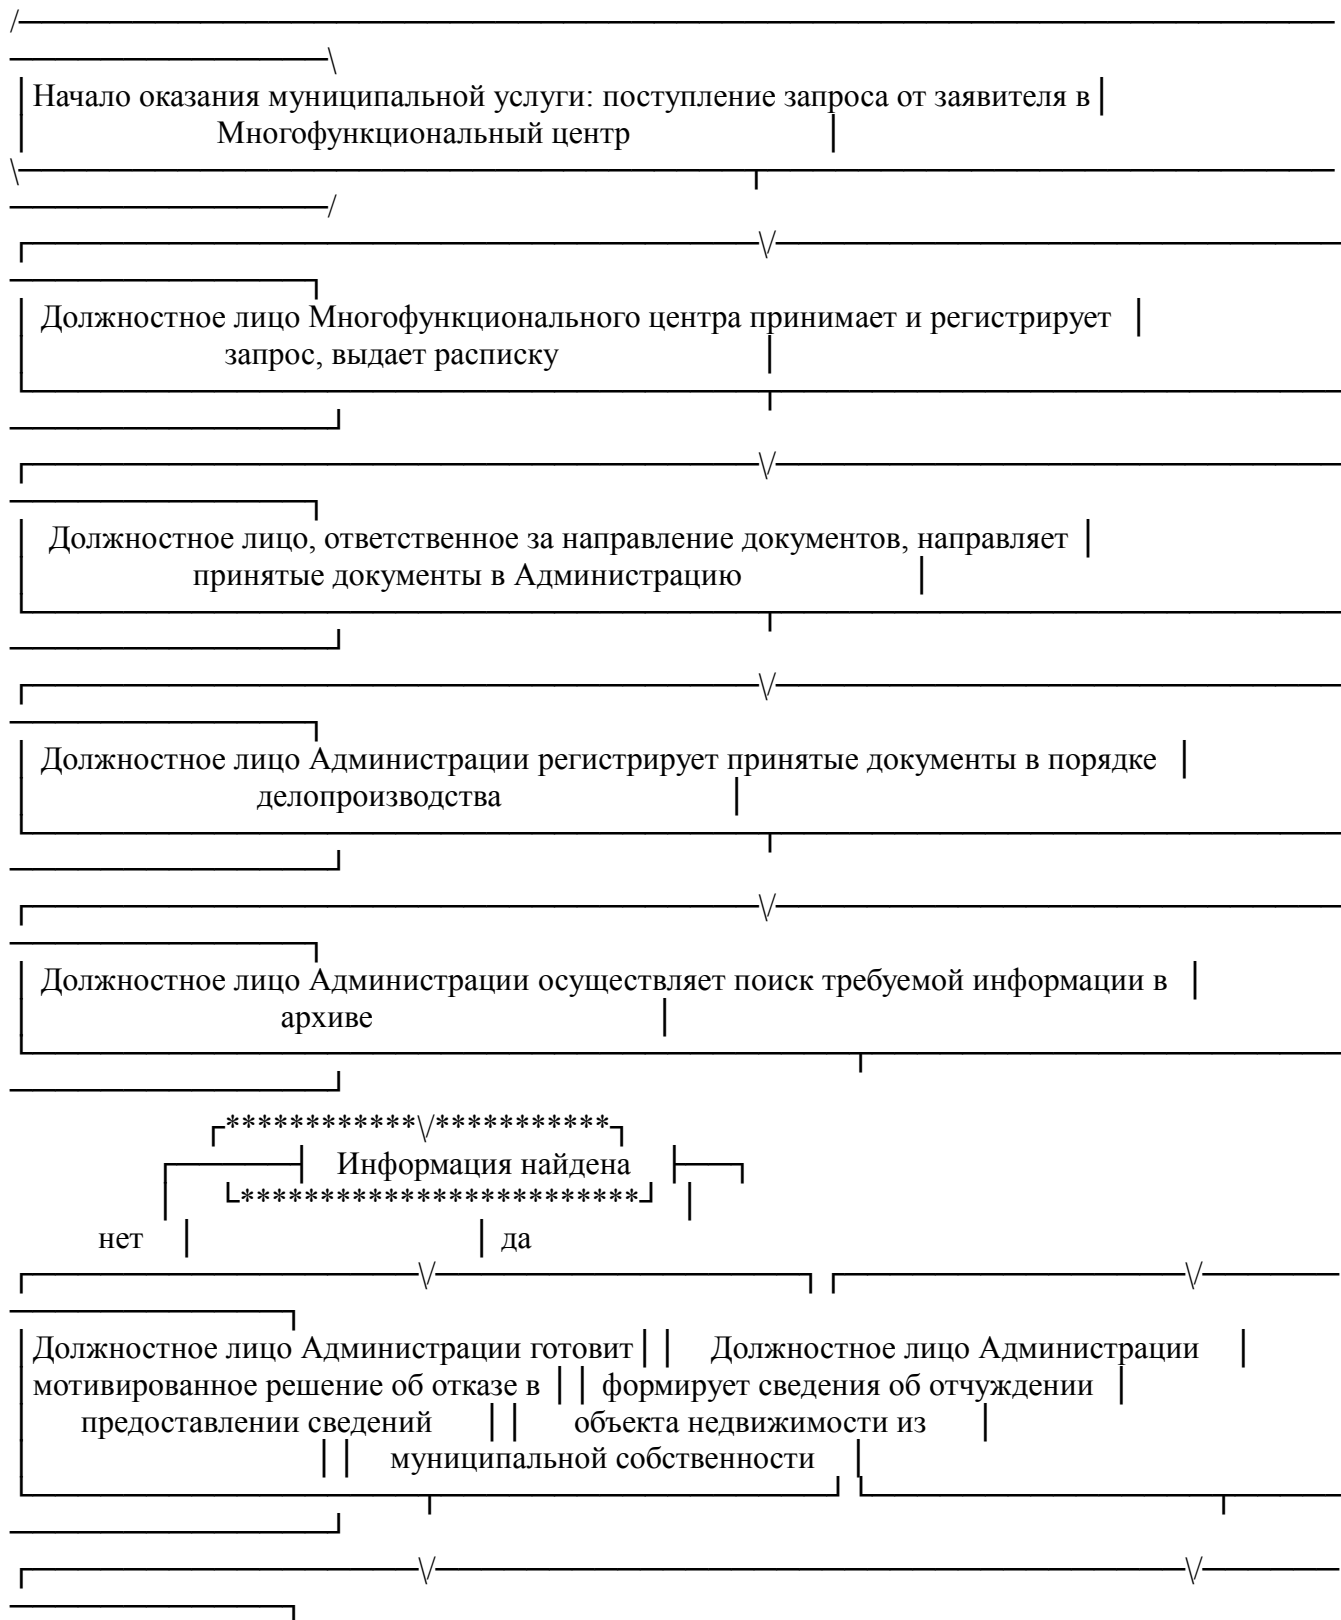 Начало оказания муниципальной услуги: поступление запроса от заявителя в
Многофункциональный центр
Должностное лицо Многофункционального центра принимает и регистрирует
запрос, выдает расписку
Должностное лицо, ответственное за направление документов, направляет
принятые документы в Администрацию
Должностное лицо Администрации регистрирует принятые документы в порядке
делопроизводства
Должностное лицо Администрации осуществляет поиск требуемой информации в
архиве
************\/***********
Информация найдена
*************************
нет да
Должностное лицо Администрации готовит Должностное лицо Администрации
мотивированное решение об отказе в формирует сведения об отчуждении
предоставлении сведений объекта недвижимости из
муниципальной собственности